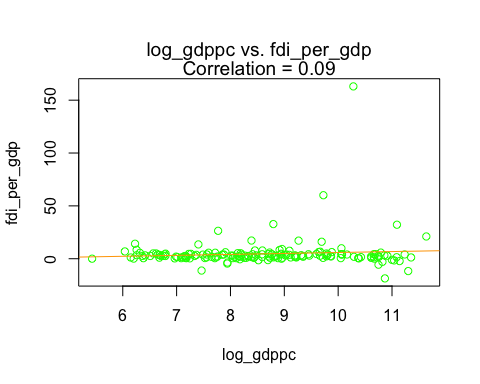 log_gdppc vs. fdi_per_gdp
Correlation = 0.09
fdi_per_gdp
150
100
50
0
6 7 8 9 10 11
log_gdppc